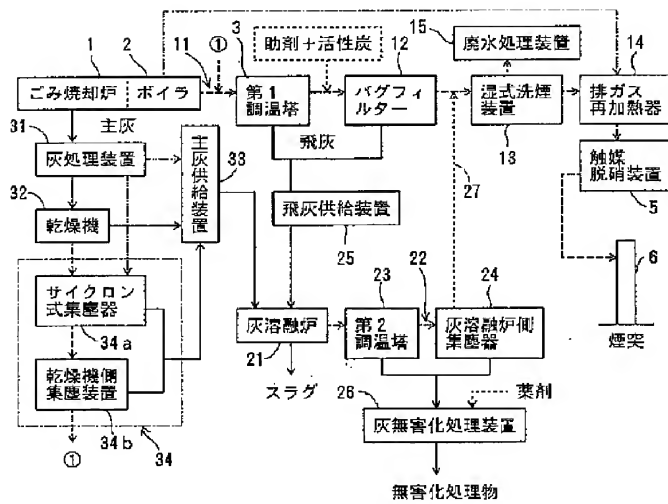 1
2
11
①
3
助剤＋活性炭
12
15
廃水処理装置
14
ごみ焼却炉
ボイラ
第1
調温塔
バグフィ
ルター
湿式洗煙
装置
排ガス
再加熱器
13
31
主灰
灰処理装置
主灰供給装置
33
飛灰
27
触媒
脱硝装置
5
32
乾燥機
飛灰供給装置
25
6
サイクロン
式集塵器
34a
23
22
24
灰溶融炉
21
第2
調温塔
灰溶融炉側
集塵器
煙突
乾燥機側
集塵装置
34b
スラグ
26
薬剤
灰無害化処理装置
①
34
無害化処理物